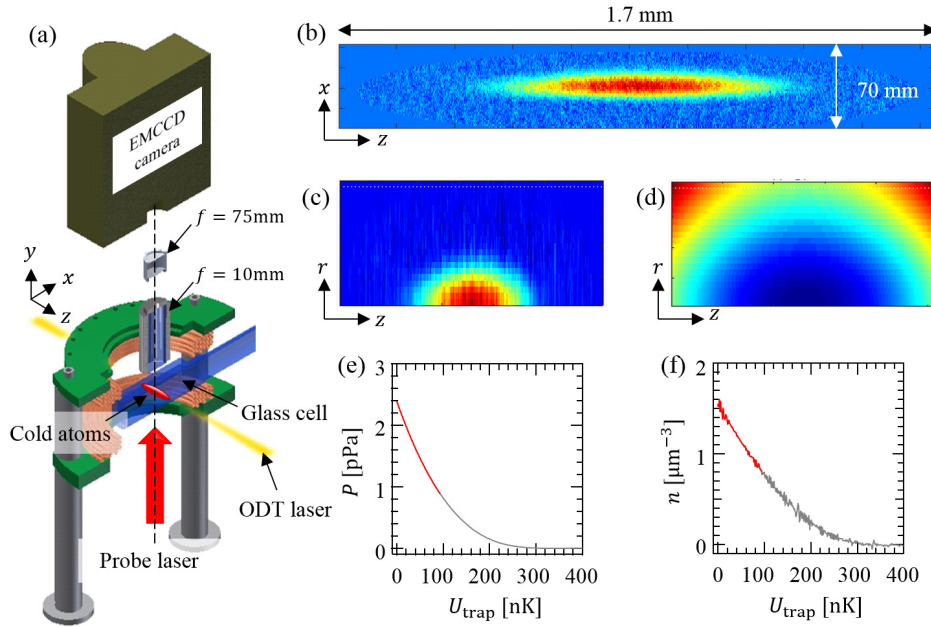 (a)
EMCCD
camera
f = 75mm
f = 10mm
y
x
z
Glass cell
Cold atoms
ODT laser
Probe laser
(b)
1.7 mm
70 mm
x
z
(c)
r
z
(d)
r
z
(e)
P [pPa]
3
2
1
0
0 100 200 300 400
U_trap [nK]
(f)
n [μm⁻³]
2
1
0
0 100 200 300 400
U_trap [nK]